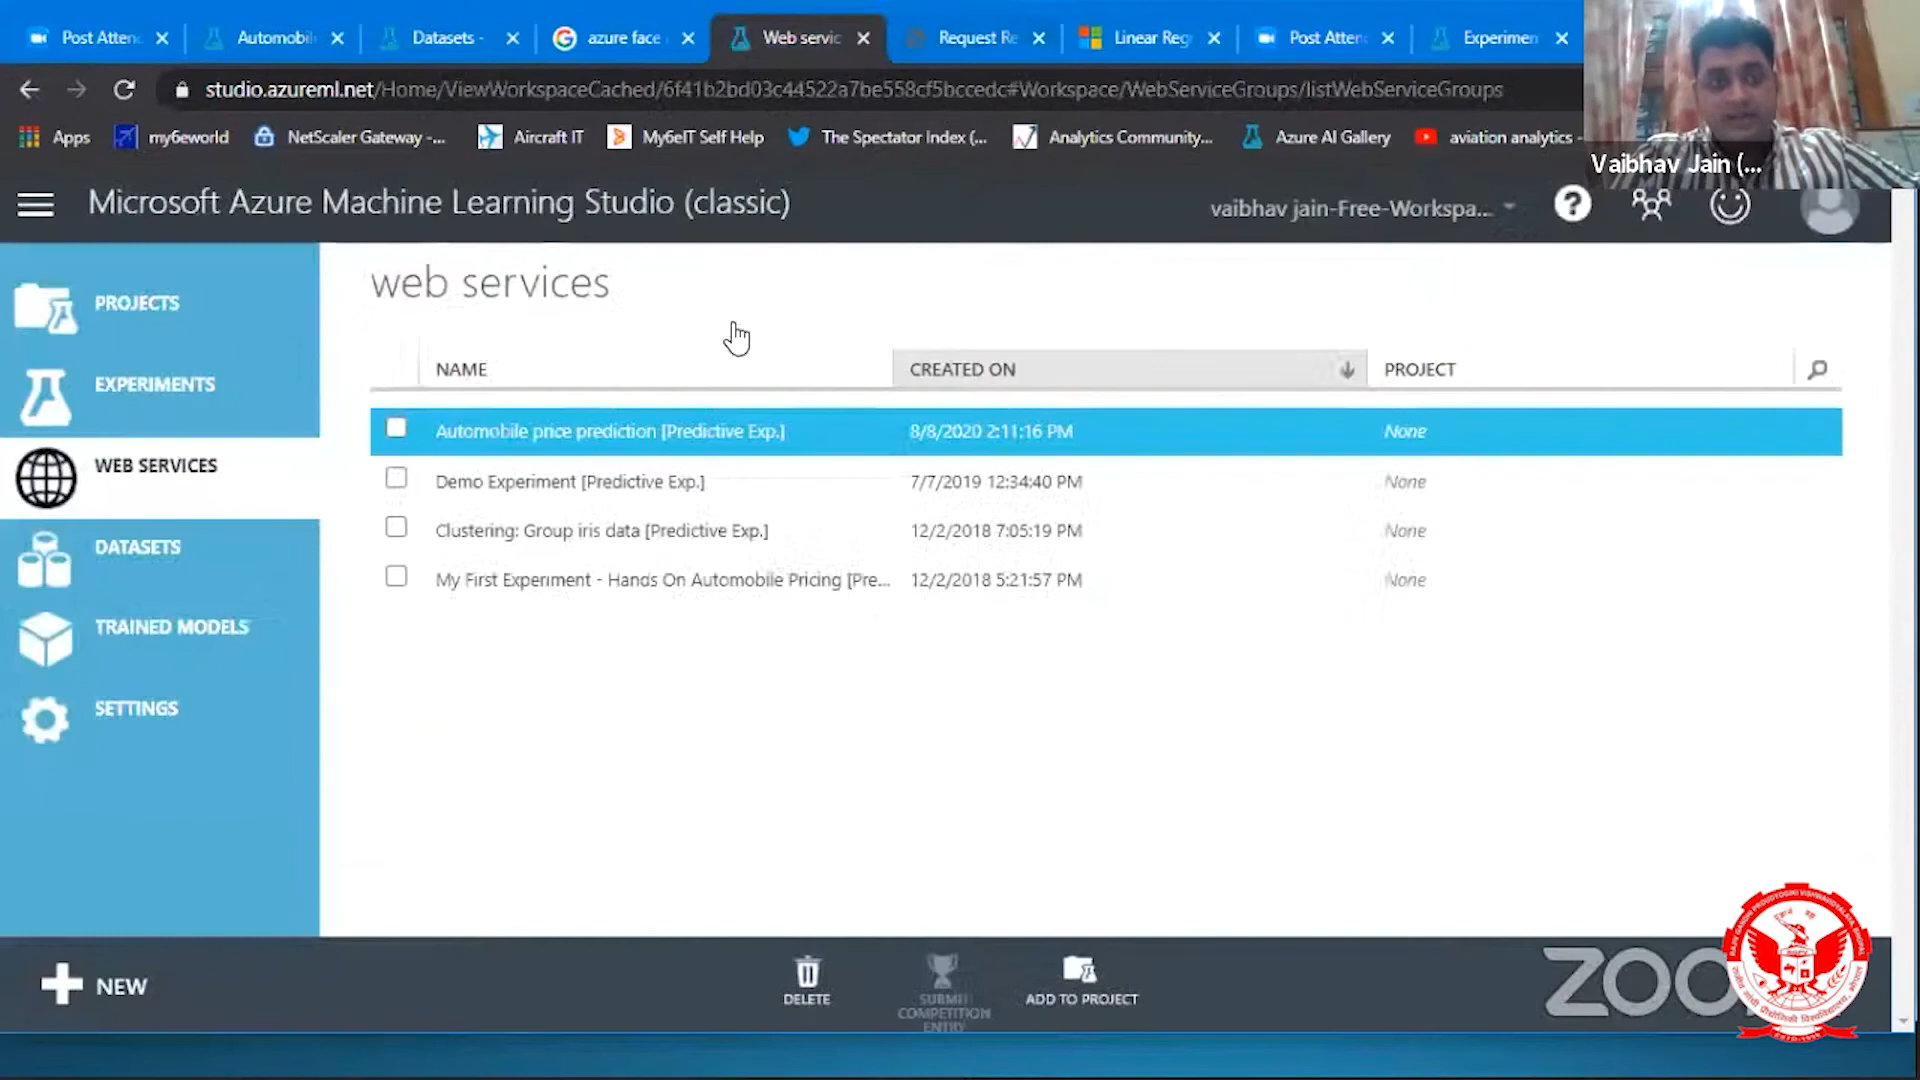 Post Atten
Automobil
Datasets -
azure face
Web servic
Request Re
Linear Reg
Post Atten
Experimen
studio.azureml.net/Home/ViewWorkspaceCached/6f41b2bd03c44522a7be558cf5bccedc#Workspace/WebServiceGroups/listWebServiceGroups
Apps
my6eworld
NetScaler Gateway -...
Aircraft IT
My6eIT Self Help
The Spectator Index (...
Analytics Community...
Azure AI Gallery
aviation analytics -
Vaibhav Jain (...
Microsoft Azure Machine Learning Studio (classic)
vaibhav jain-Free-Workspa...
?
PROJECTS
EXPERIMENTS
WEB SERVICES
DATASETS
TRAINED MODELS
SETTINGS
web services
NAME CREATED ON PROJECT
Automobile price prediction [Predictive Exp.] 8/8/2020 2:11:16 PM None
Demo Experiment [Predictive Exp.] 7/7/2019 12:34:40 PM None
Clustering: Group iris data [Predictive Exp.] 12/2/2018 7:05:19 PM None
My First Experiment - Hands On Automobile Pricing [Pre... 12/2/2018 5:21:57 PM None
NEW
DELETE
SUBMIT
COMPETITION
ENTRY
ADD TO PROJECT